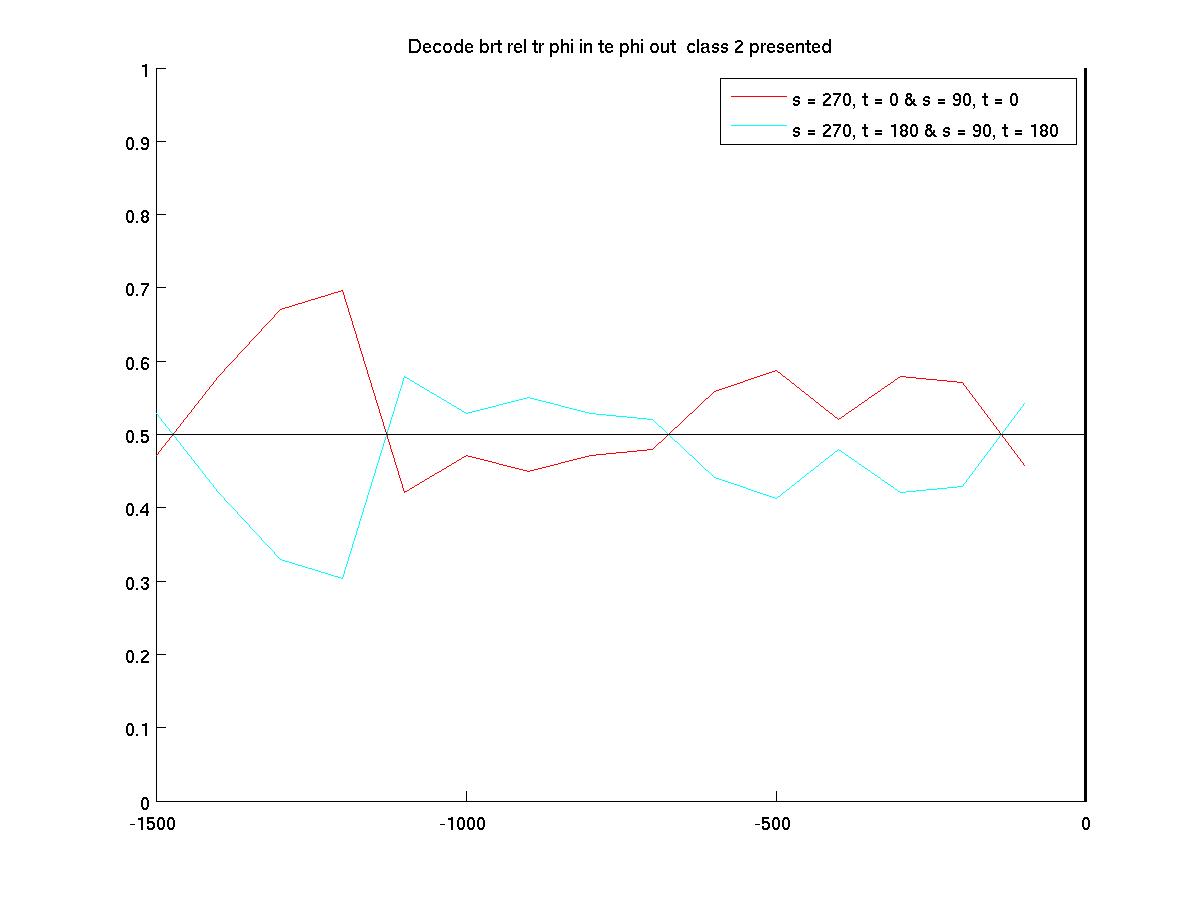 Decode brt rel tr phi in te phi out class 2 presented
1
s = 270, t = 0 & s = 90, t = 0
s = 270, t = 180 & s = 90, t = 180
0.9
0.8
0.7
0.6
0.5
0.4
0.3
0.2
0.1
0
-1500 -1000 -500 0